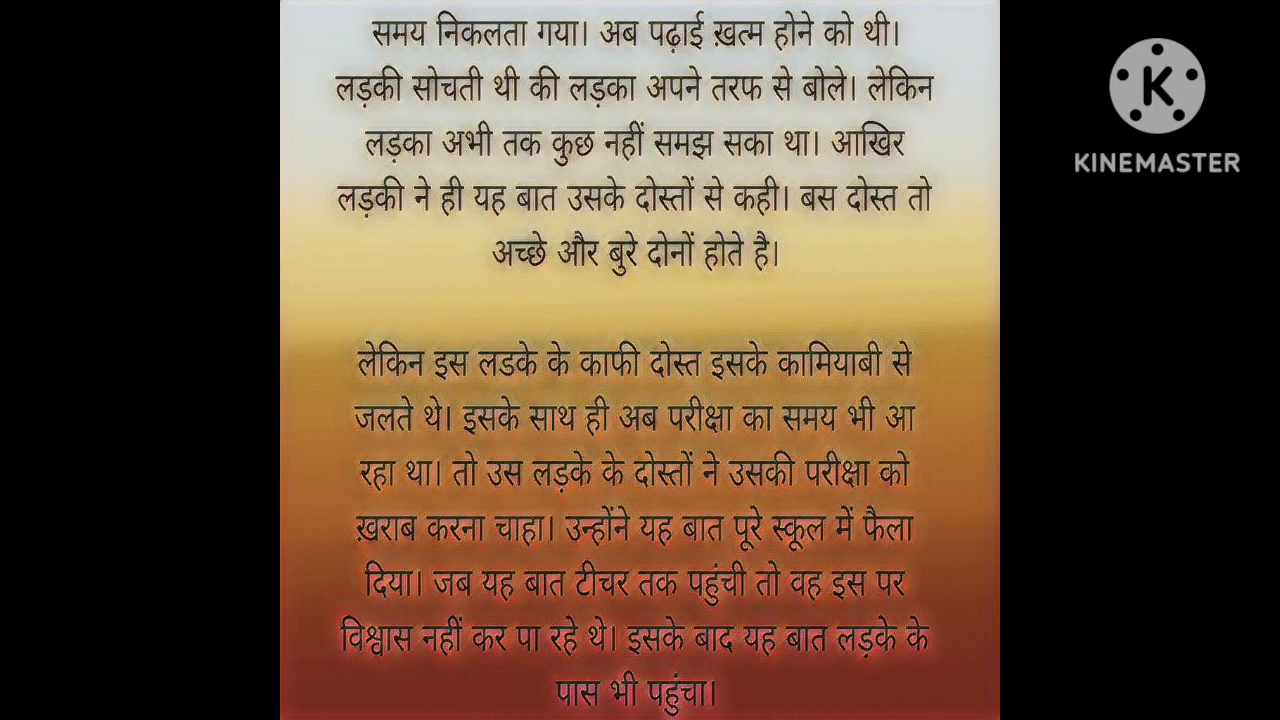 समय निकलता गया। अब पढ़ाई ख़त्म होने को थी।
लड़की सोचती थी की लड़का अपने तरफ से बोले। लेकिन
लड़का अभी तक कुछ नहीं समझ सका था। आखिर
लड़की ने ही यह बात उसके दोस्तों से कही। बस दोस्त तो
अच्छे और बुरे दोनों होते है।
लेकिन इस लडके के काफी दोस्त इसके कामियाबी से
जलते थे। इसके साथ ही अब परीक्षा का समय भी आ
रहा था। तो उस लड़के के दोस्तों ने उसकी परीक्षा को
ख़राब करना चाहा। उन्होंने यह बात पूरे स्कूल में फैला
दिया। जब यह बात टीचर तक पहुंची तो वह इस पर
विश्वास नहीं कर पा रहे थे। इसके बाद यह बात लड़के के
पास भी पहुंचा।
K
KINEMASTER